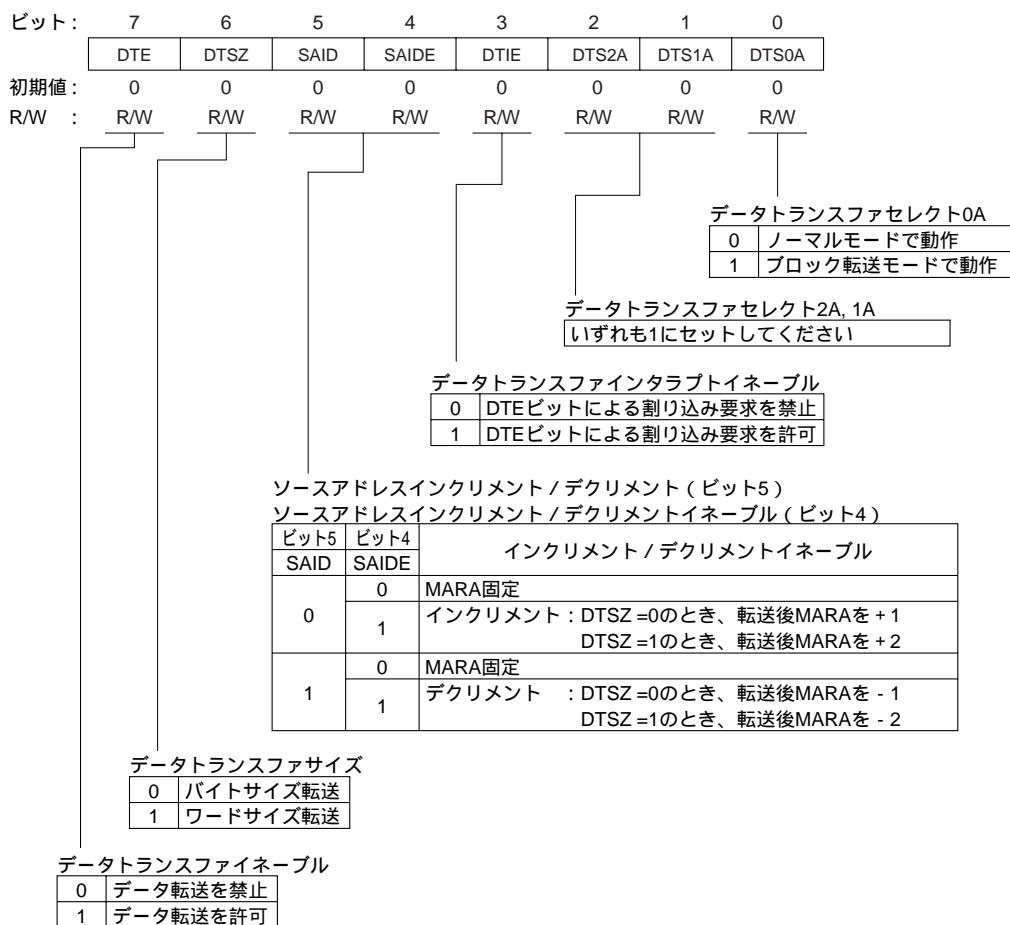 ビット : 7 6 5 4 3 2 1 0
DTE DTSZ SAID SAIDE DTIE DTS2A DTS1A DTS0A
初期値 : 0 0 0 0 0 0 0 0
R/W : R/W R/W R/W R/W R/W R/W R/W R/W
データトランスファセレクト0A
0 ノーマルモードで動作
1 ブロック転送モードで動作
データトランスファセレクト2A, 1A
いずれも1にセットしてください
データトランスファインタラプトイネーブル
0 DTEビットによる割り込み要求を禁止
1 DTEビットによる割り込み要求を許可
ソースアドレスインクリメント / デクリメント ( ビット5 )
ソースアドレスインクリメント / デクリメントイネーブル ( ビット4 )
ビット5 ビット4 インクリメント / デクリメントイネーブル
SAID SAIDE
0 0 MARA固定
1 インクリメント : DTSZ =0のとき、転送後MARAを + 1
DTSZ =1のとき、転送後MARAを + 2
1 0 MARA固定
1 デクリメント : DTSZ =0のとき、転送後MARAを - 1
DTSZ =1のとき、転送後MARAを - 2
データトランスファサイズ
0 バイトサイズ転送
1 ワードサイズ転送
データトランスファイネーブル
0 データ転送を禁止
1 データ転送を許可